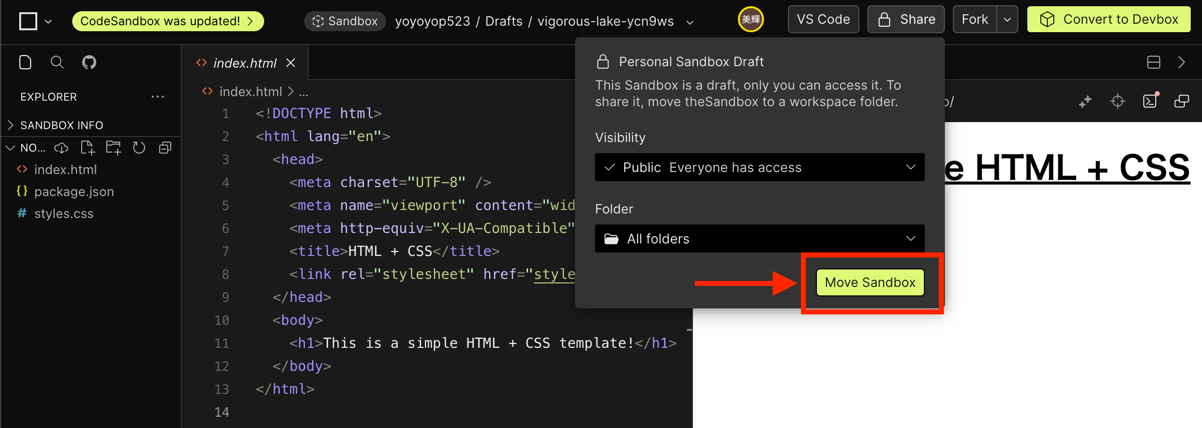 CodeSandbox was updated!
Sandbox
yoyoyop523 / Drafts / vigorous-lake-ycn9ws
美輝
VS Code
Share
Fork
Convert to Devbox
EXPLORER
SANDBOX INFO
NO...
index.html
package.json
styles.css
index.html
index.html > ...
1 <!DOCTYPE html>
2 <html lang="en">
3 <head>
4 <meta charset="UTF-8" />
5 <meta name="viewport" content="wid
6 <meta http-equiv="X-UA-Compatible"
7 <title>HTML + CSS</title>
8 <link rel="stylesheet" href="style
9 </head>
10 <body>
11 <h1>This is a simple HTML + CSS template!</h1>
12 </body>
13 </html>
14
Personal Sandbox Draft
This Sandbox is a draft, only you can access it. To
share it, move theSandbox to a workspace folder.
Visibility
Public Everyone has access
Folder
All folders
Move Sandbox
/
e HTML + CSS